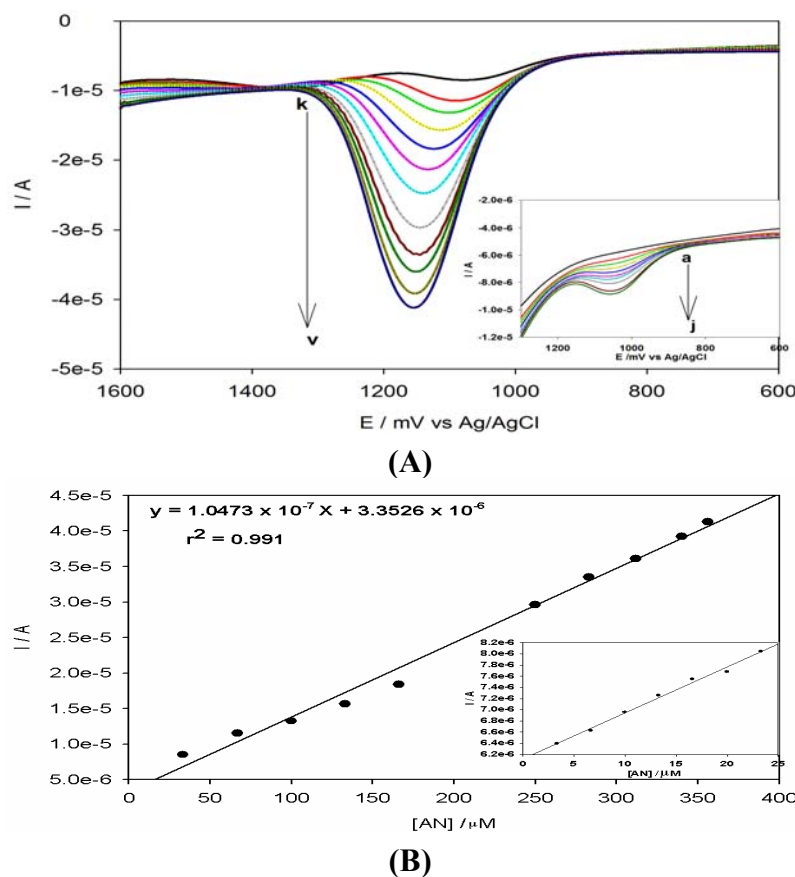 0
-1e-5
-2e-5
-3e-5
-4e-5
-5e-5
I / A
k
v
1600 1400 1200 1000 800 600
E / mV vs Ag/AgCl
-2.0e-6
-4.0e-6
-6.0e-6
-8.0e-6
-1.0e-5
-1.2e-5
I / A
a
j
1200 1000 800 600
E /mV vs Ag/AgCl
(A)
4.5e-5
4.0e-5
3.5e-5
3.0e-5
2.5e-5
2.0e-5
1.5e-5
1.0e-5
5.0e-6
I / A
y = 1.0473 x 10⁻⁷ X + 3.3526 x 10⁻⁶
r² = 0.991
0 50 100 150 200 250 300 350 400
[AN] /μM
8.2e-6
8.0e-6
7.8e-6
7.6e-6
7.4e-6
7.2e-6
7.0e-6
6.8e-6
6.6e-6
6.4e-6
6.2e-6
I / A
0 5 10 15 20 25
[AN] / μM
(B)